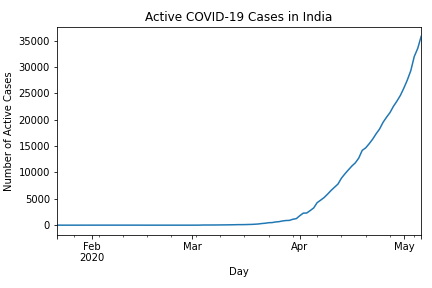 Active COVID-19 Cases in India
Number of Active Cases
35000
30000
25000
20000
15000
10000
5000
0
Feb
2020
Mar
Apr
May
Day